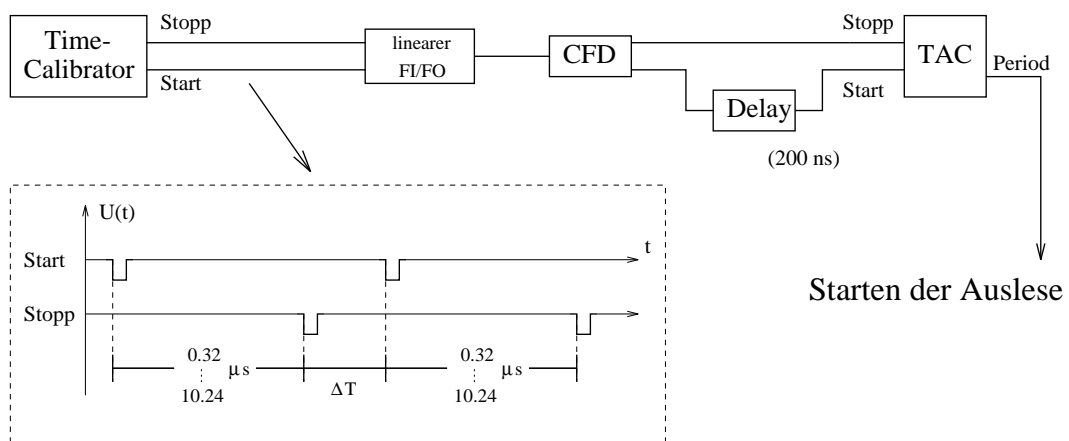 Time-
Calibrator
Stopp
Start
linearer
FI/FO
CFD
Delay
(200 ns)
Stopp
Start
TAC
Period
Starten der Auslese
U(t)
Start
t
Stopp
0.32
10.24
μs
ΔT
0.32
10.24
μs